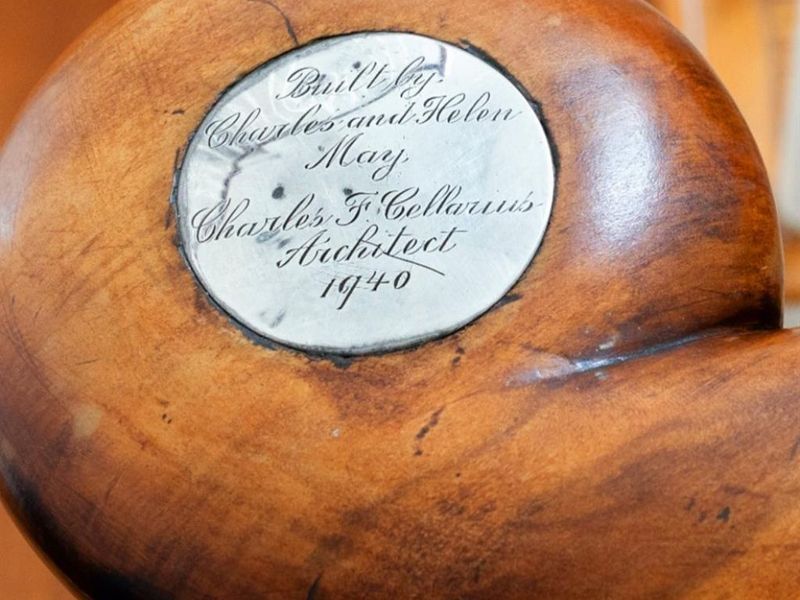 Built by
Charles and Helen
May
Charles F. Cellarius
Architect
1940